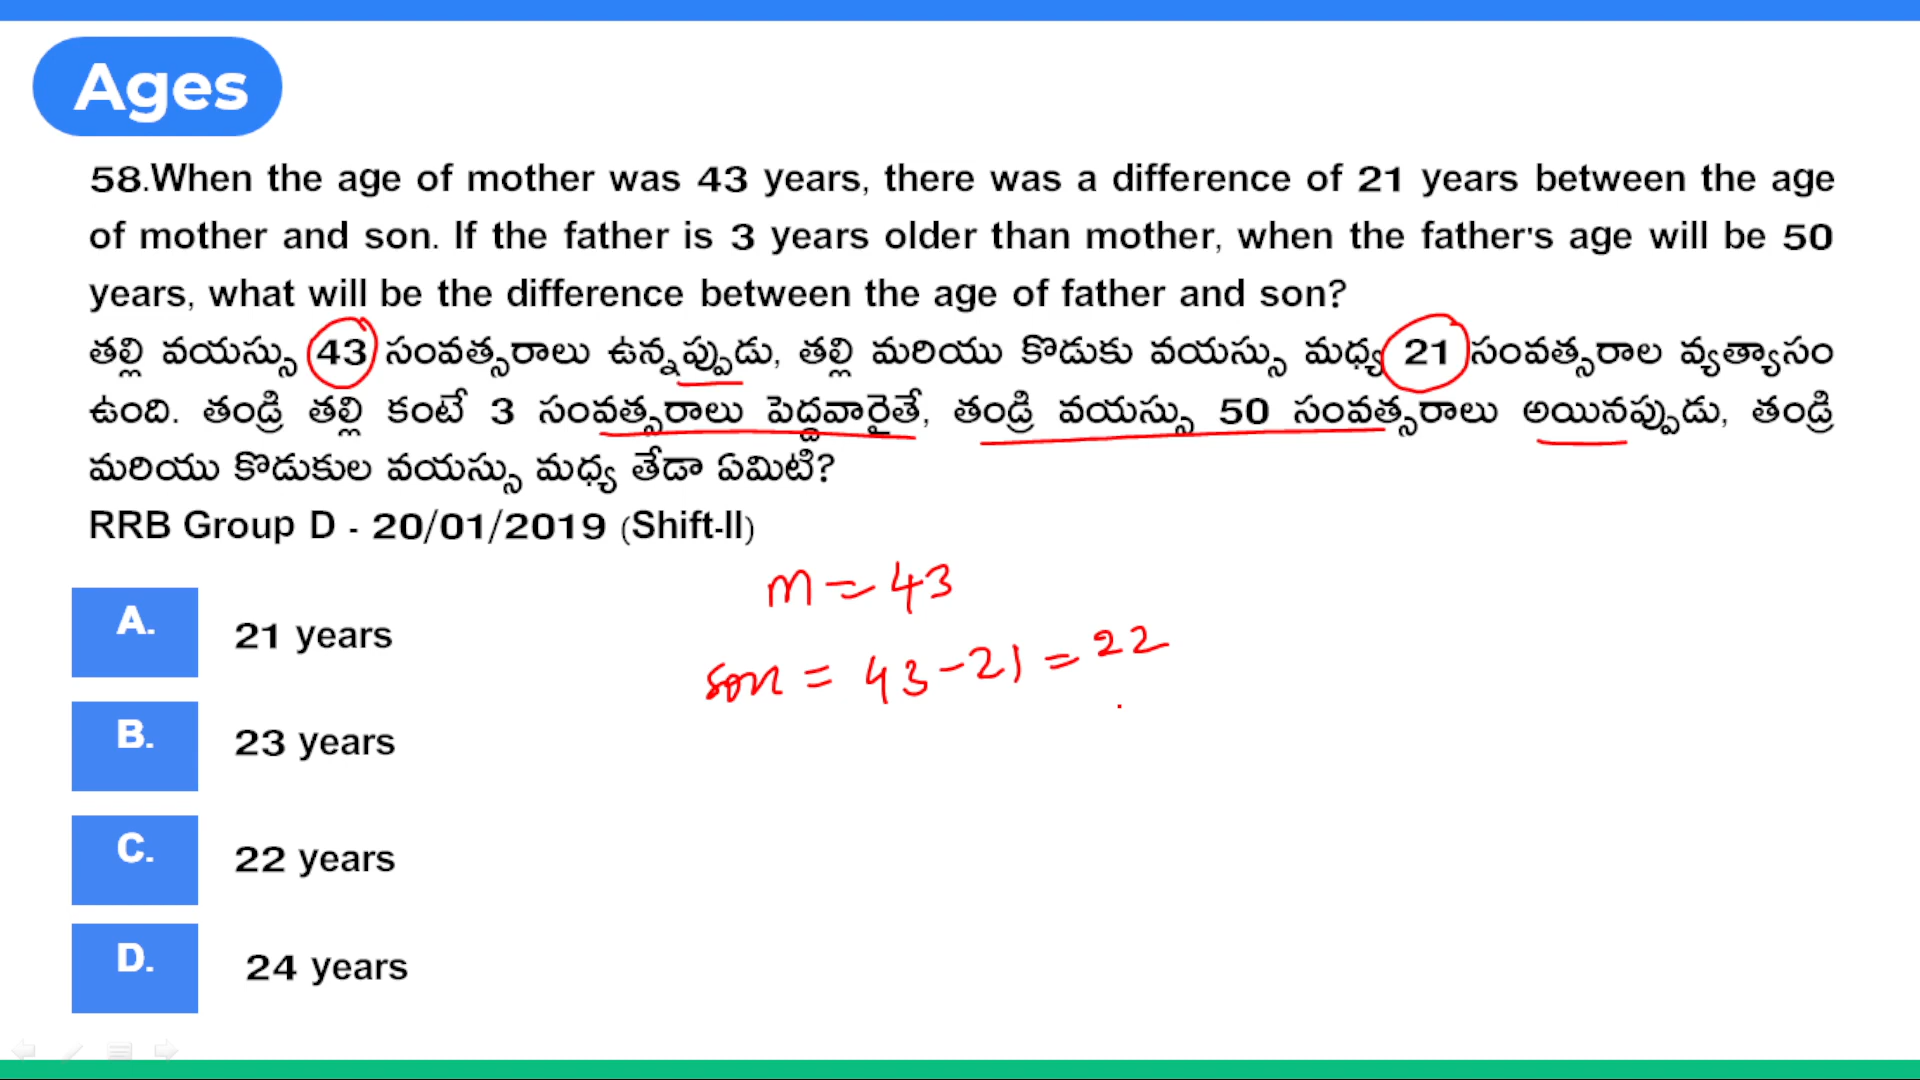 Ages
58.When the age of mother was 43 years, there was a difference of 21 years between the age
of mother and son. If the father is 3 years older than mother, when the father's age will be 50
years, what will be the difference between the age of father and son?
తల్లి వయస్సు 43 సంవత్సరాలు ఉన్నప్పుడు, తల్లి మరియు కొడుకు వయస్సు మధ్య 21 సంవత్సరాల వ్యత్యాసం
ఉంది. తండ్రి తల్లి కంటే 3 సంవత్సరాలు పెద్దవారైతే, తండ్రి వయస్సు 50 సంవత్సరాలు అయినప్పుడు, తండ్రి
మరియు కొడుకుల వయస్సు మధ్య తేడా ఏమిటి?
RRB Group D - 20/01/2019 (Shift-II)
m = 43
son = 43 - 21 = 22
A. 21 years
B. 23 years
C. 22 years
D. 24 years